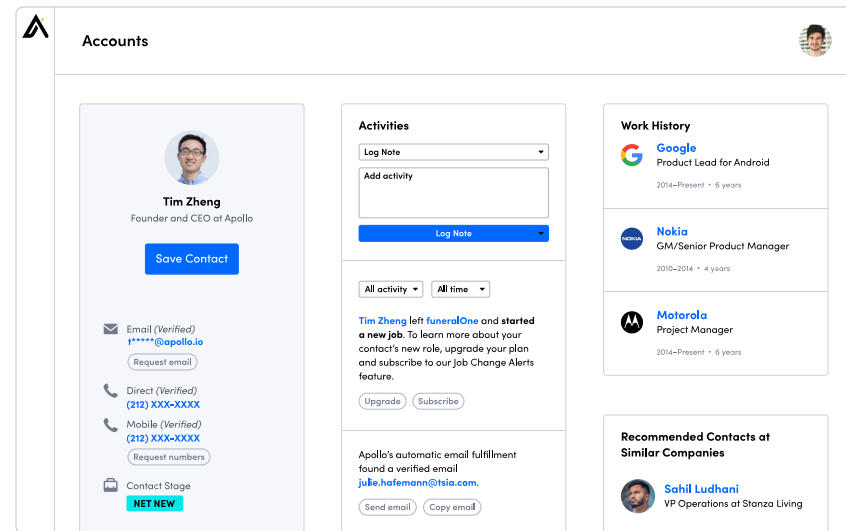 Accounts
Tim Zheng
Founder and CEO at Apollo
Save Contact
Email (Verified)
t*****@apollo.io
Request email
Direct (Verified)
(212) XXX-XXXX
Mobile (Verified)
(212) XXX-XXXX
Request numbers
Contact Stage
NET NEW
Activities
Log Note
Add activity
Log Note
All activity
All time
Tim Zheng left funeralOne and started
a new job. To learn more about your
contact's new role, upgrade your plan
and subscribe to our Job Change Alerts
feature.
Upgrade
Subscribe
Apollo's automatic email fulfillment
found a verified email
julie.hafemann@tsia.com.
Send email
Copy email
Work History
Google
Product Lead for Android
2014–Present • 6 years
NOKIA
Nokia
GM/Senior Product Manager
2010–2014 • 4 years
Motorola
Project Manager
2014–Present • 6 years
Recommended Contacts at
Similar Companies
Sahil Ludhani
VP Operations at Stanza Living